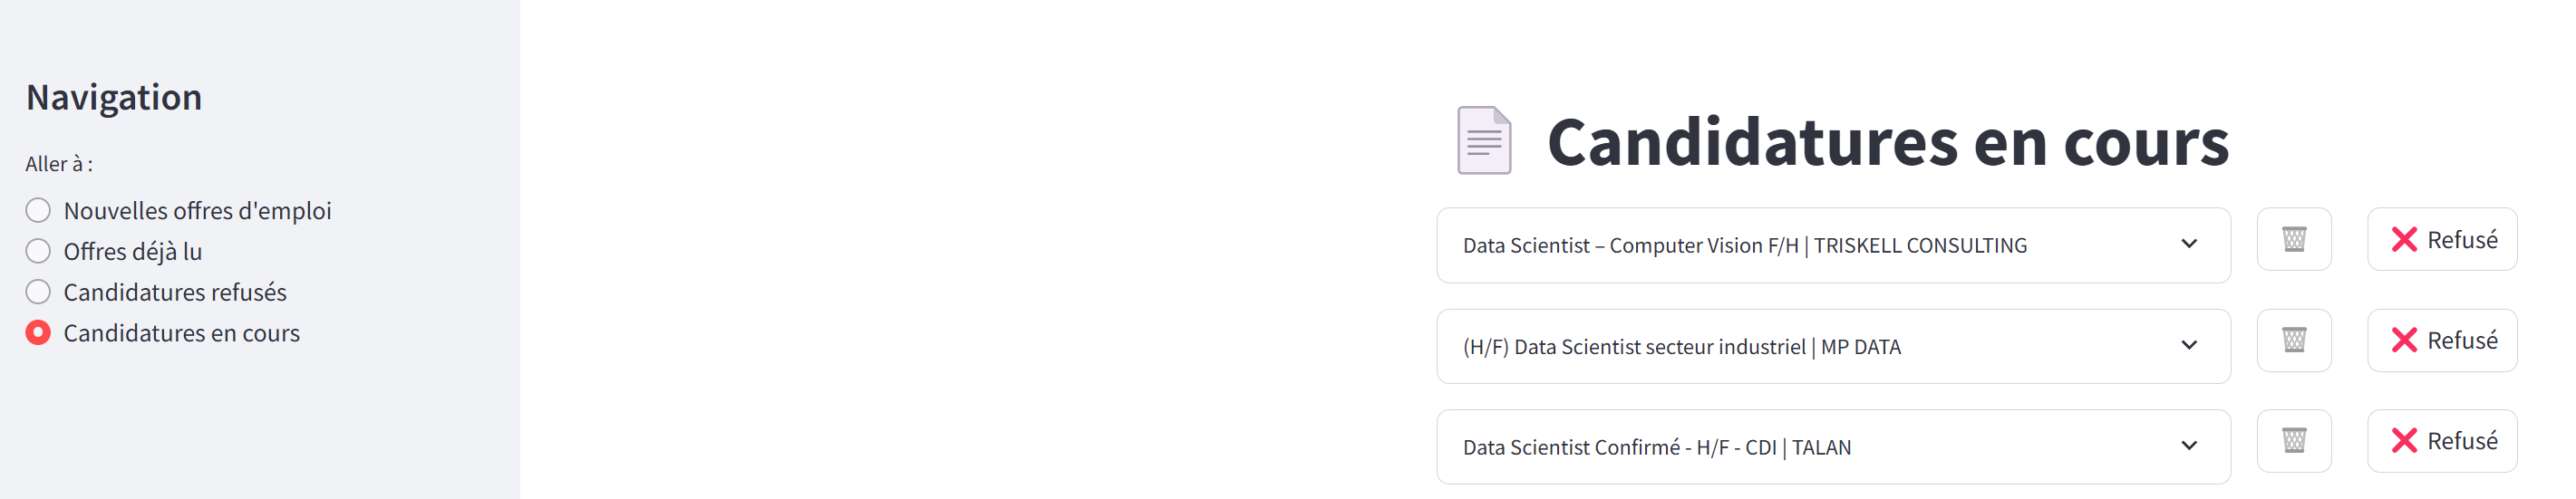 Navigation
Aller à :
Nouvelles offres d'emploi
Offres déjà lu
Candidatures refusés
Candidatures en cours
Candidatures en cours
Data Scientist – Computer Vision F/H | TRISKELL CONSULTING
Refusé
(H/F) Data Scientist secteur industriel | MP DATA
Refusé
Data Scientist Confirmé - H/F - CDI | TALAN
Refusé